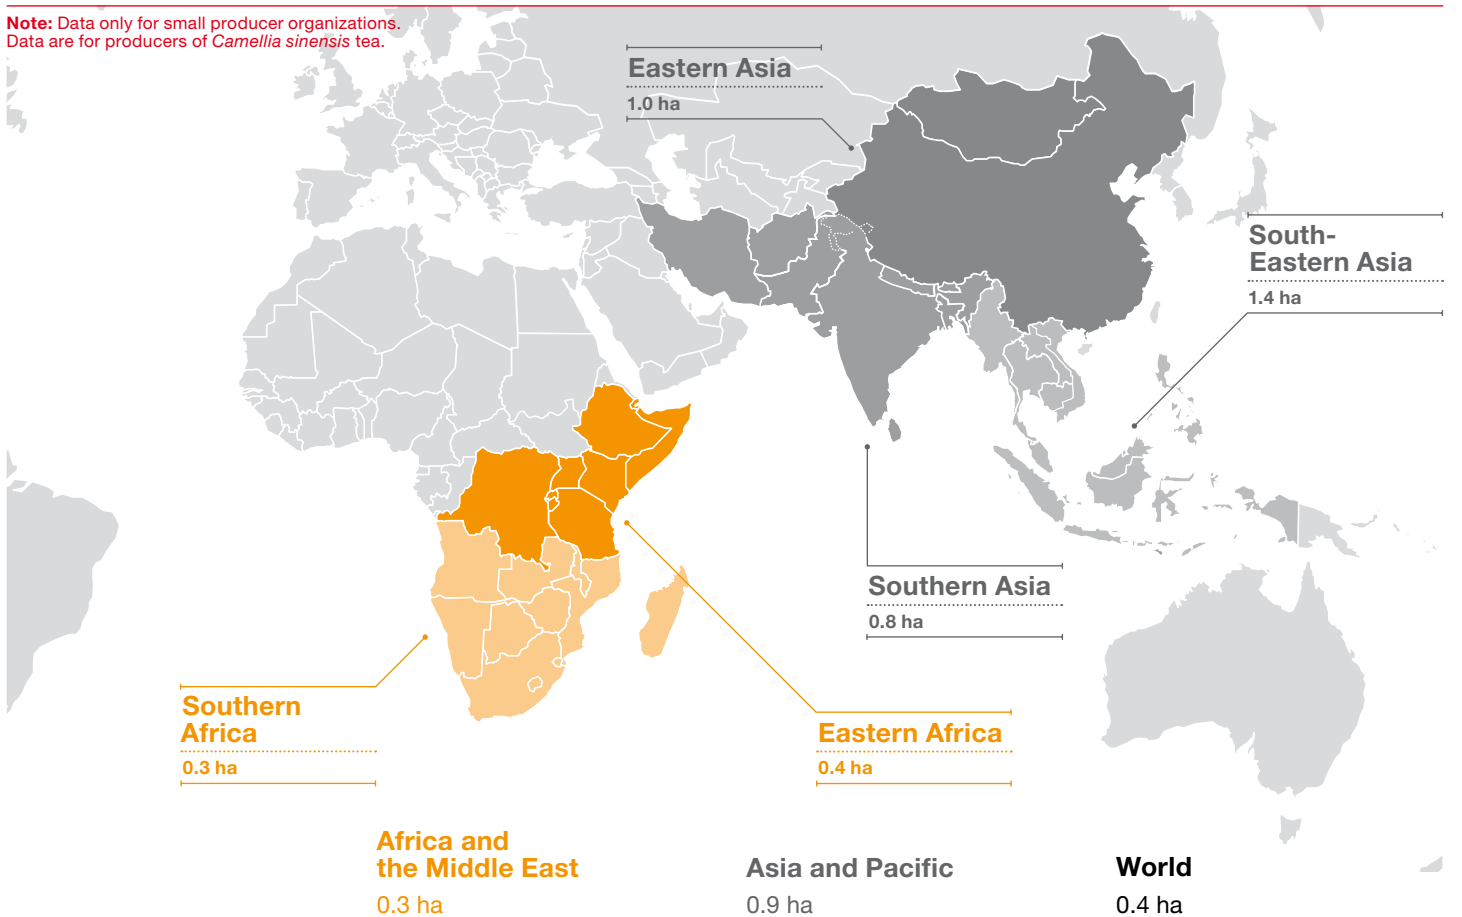 Note: Data only for small producer organizations.
Data are for producers of Camellia sinensis tea.
Eastern Asia
1.0 ha
South-
Eastern Asia
1.4 ha
Southern Asia
0.8 ha
Southern
Africa
0.3 ha
Eastern Africa
0.4 ha
Africa and
the Middle East
0.3 ha
Asia and Pacific
0.9 ha
World
0.4 ha